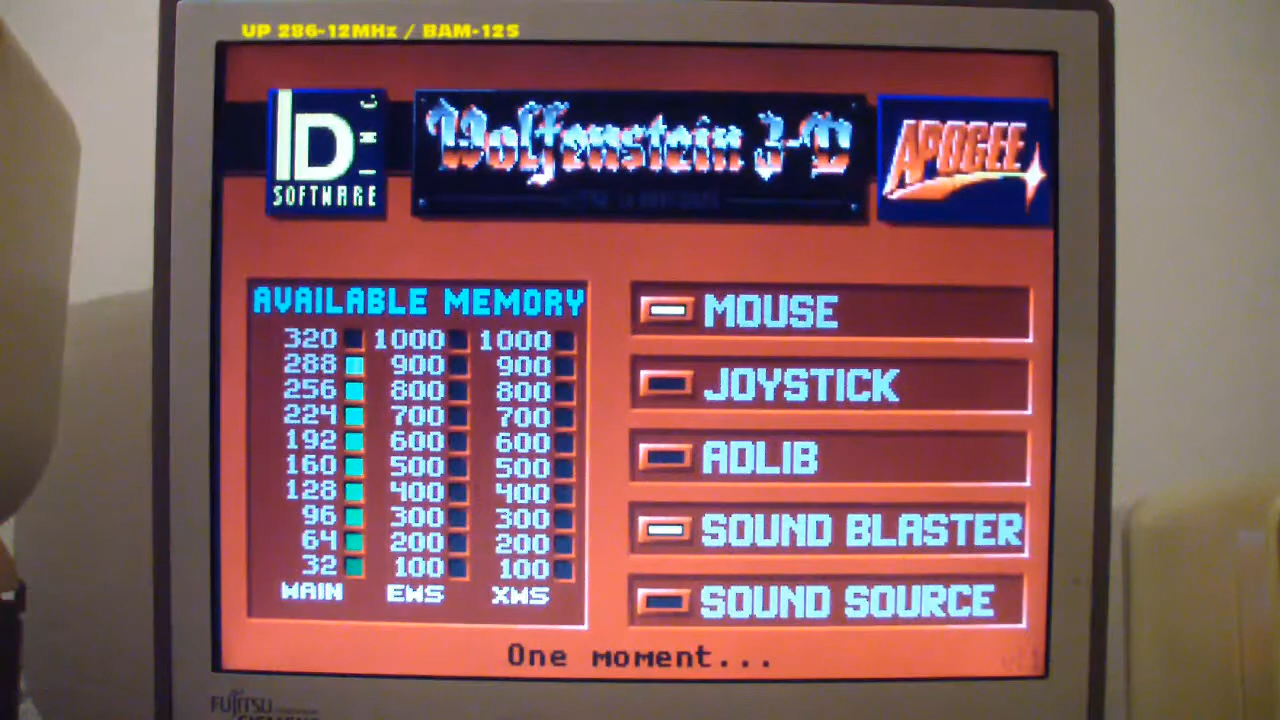 UP 286-12MHz / BAM-12S
ID INC
SOFTWARE
Wolfenstein 3-D
APOGEE
AVAILABLE MEMORY
320 1000 1000
288 900 900
256 800 800
224 700 700
192 600 600
160 500 500
128 400 400
96 300 300
64 200 200
32 100 100
MAIN EMS XMS
MOUSE
JOYSTICK
ADLIB
SOUND BLASTER
SOUND SOURCE
One moment...
FUJITSU